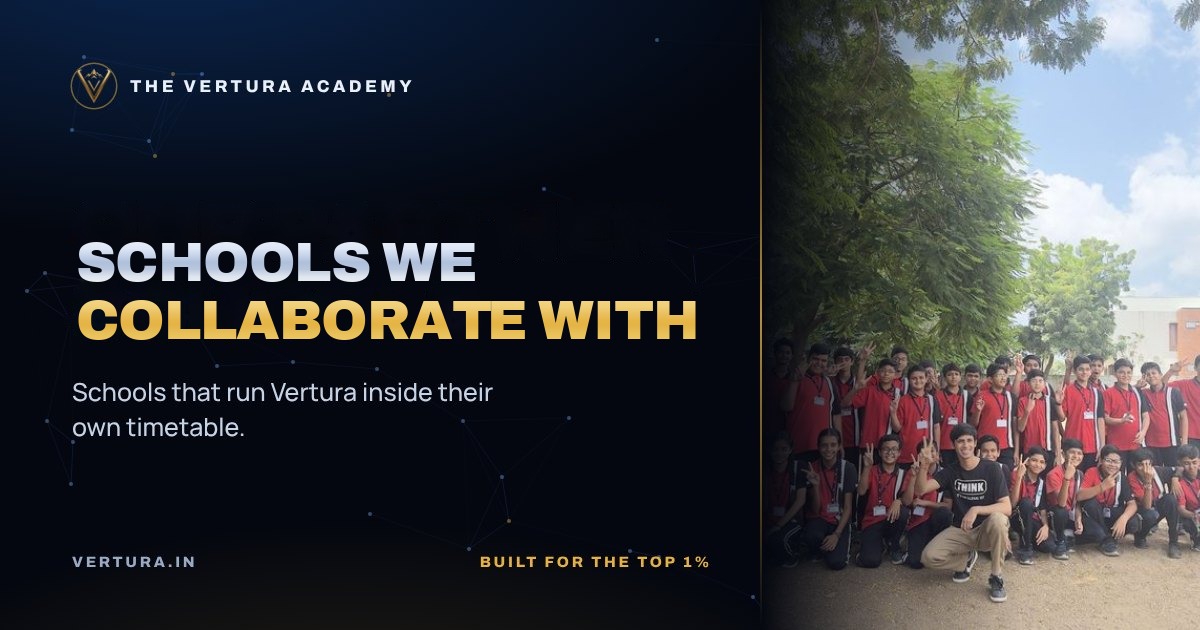 THE VERTURA ACADEMY
SCHOOLS WE
COLLABORATE WITH
Schools that run Vertura inside their
own timetable.
VERTURA.IN
BUILT FOR THE TOP 1%
THINK